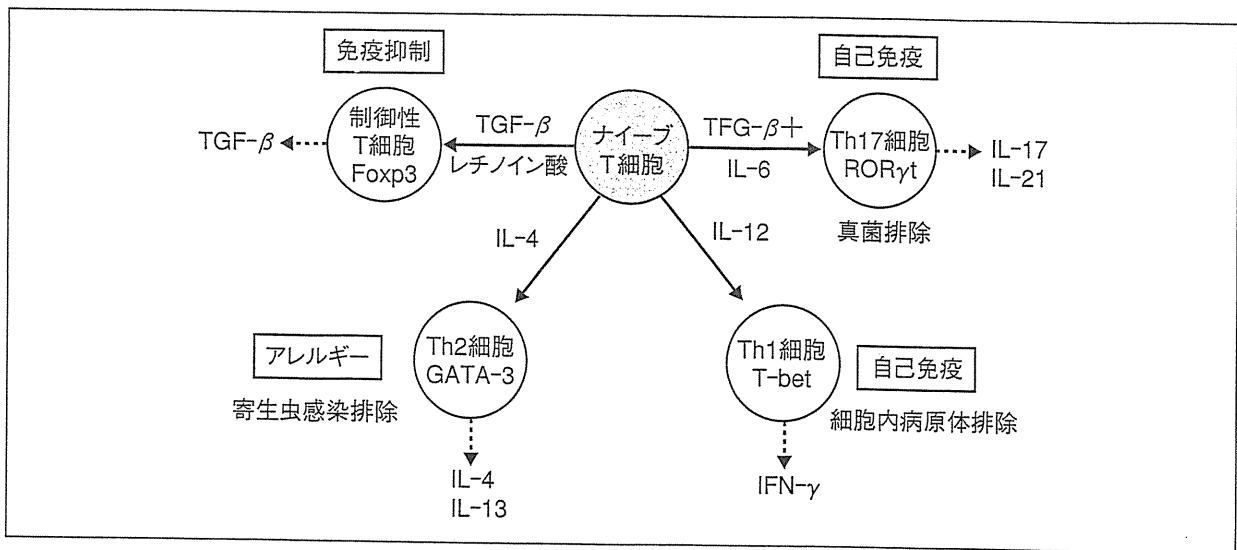 免疫抑制
制御性
T細胞
Foxp3
TGF-β
TGF-β
レチノイン酸
ナイーブ
T細胞
TFG-β+
IL-6
自己免疫
Th17細胞
RORγt
IL-17
IL-21
真菌排除
IL-4
IL-12
アレルギー
寄生虫感染排除
Th2細胞
GATA-3
IL-4
IL-13
Th1細胞
T-bet
自己免疫
細胞内病原体排除
IFN-γ